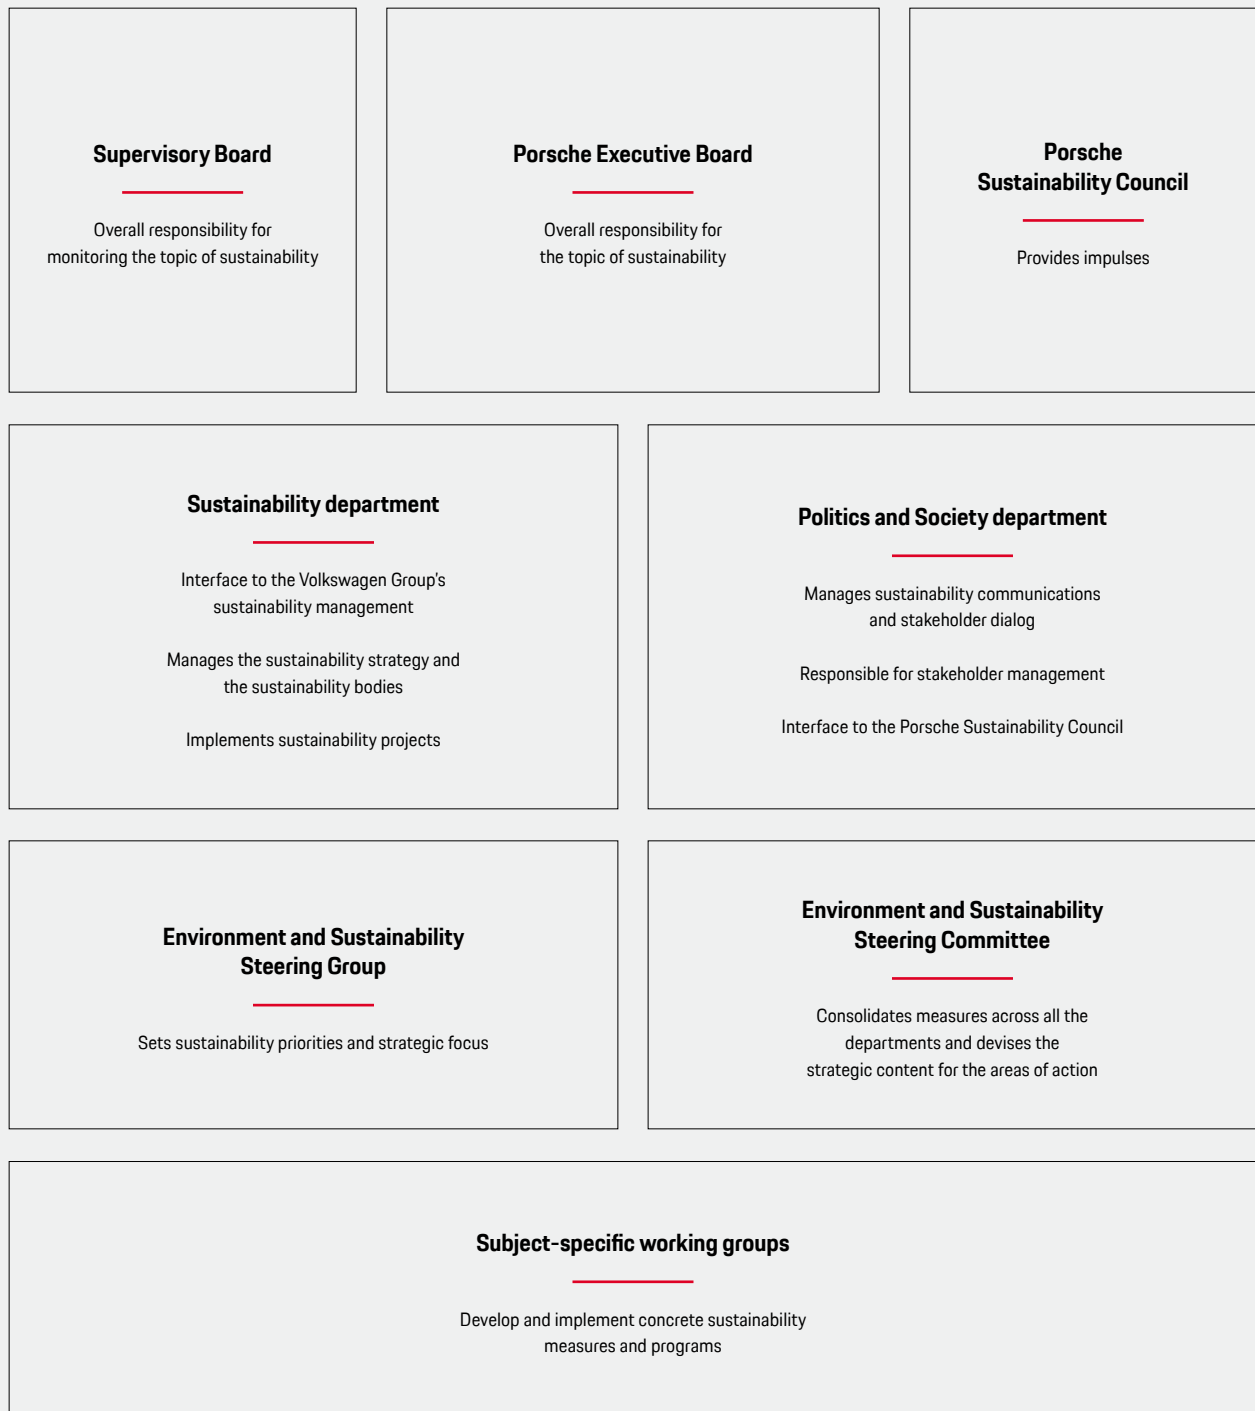 Supervisory Board
Overall responsibility for
monitoring the topic of sustainability
Porsche Executive Board
Overall responsibility for
the topic of sustainability
Porsche
Sustainability Council
Provides impulses
Sustainability department
Interface to the Volkswagen Group's
sustainability management
Manages the sustainability strategy and
the sustainability bodies
Implements sustainability projects
Politics and Society department
Manages sustainability communications
and stakeholder dialog
Responsible for stakeholder management
Interface to the Porsche Sustainability Council
Environment and Sustainability
Steering Group
Sets sustainability priorities and strategic focus
Environment and Sustainability
Steering Committee
Consolidates measures across all the
departments and devises the
strategic content for the areas of action
Subject-specific working groups
Develop and implement concrete sustainability
measures and programs